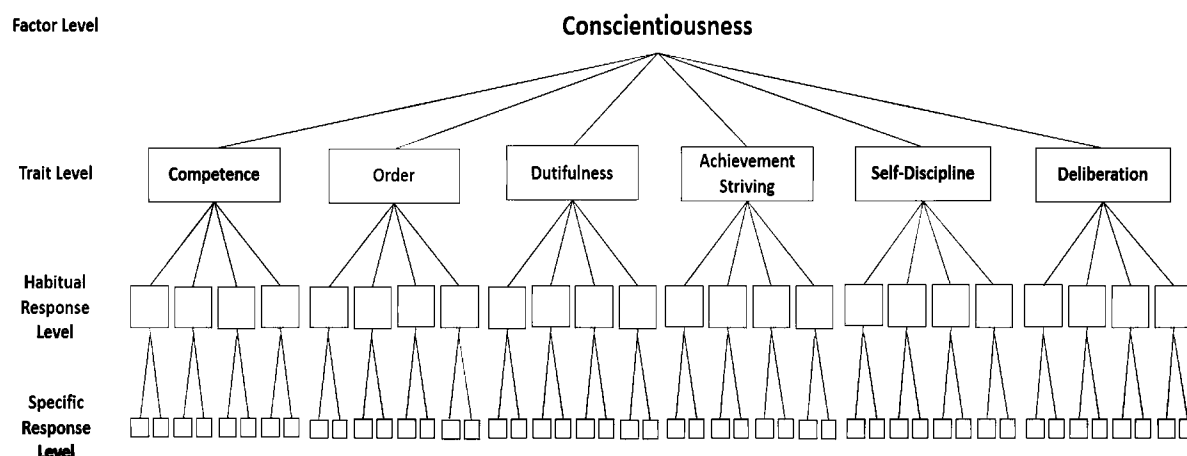 Factor Level
Conscientiousness
Trait Level
Competence
Order
Dutifulness
Achievement
Striving
Self-Discipline
Deliberation
Habitual
Response
Level
Specific
Response
Level